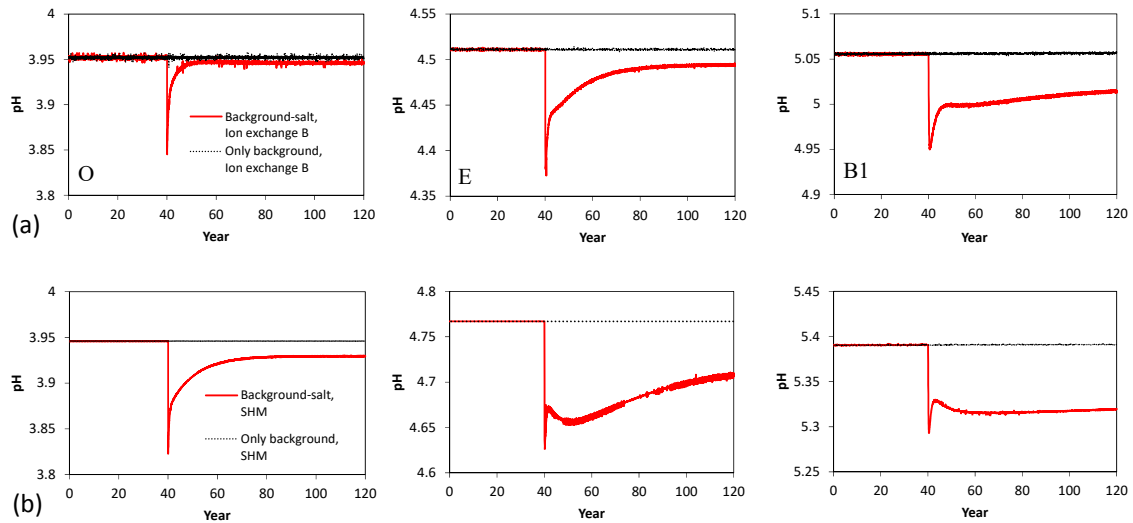 4
3.95
3.9
3.85
3.8
pH
0 20 40 60 80 100 120
Year
Background-salt,
Ion exchange B
Only background,
Ion exchange B
O
(a)
4.55
4.5
4.45
4.4
4.35
pH
0 20 40 60 80 100 120
Year
E
5.1
5.05
5
4.95
4.9
pH
0 20 40 60 80 100 120
Year
B1
4
3.95
3.9
3.85
3.8
pH
0 20 40 60 80 100 120
Year
Background-salt,
SHM
Only background,
SHM
(b)
4.8
4.75
4.7
4.65
4.6
pH
0 20 40 60 80 100 120
Year
5.45
5.4
5.35
5.3
5.25
pH
0 20 40 60 80 100 120
Year